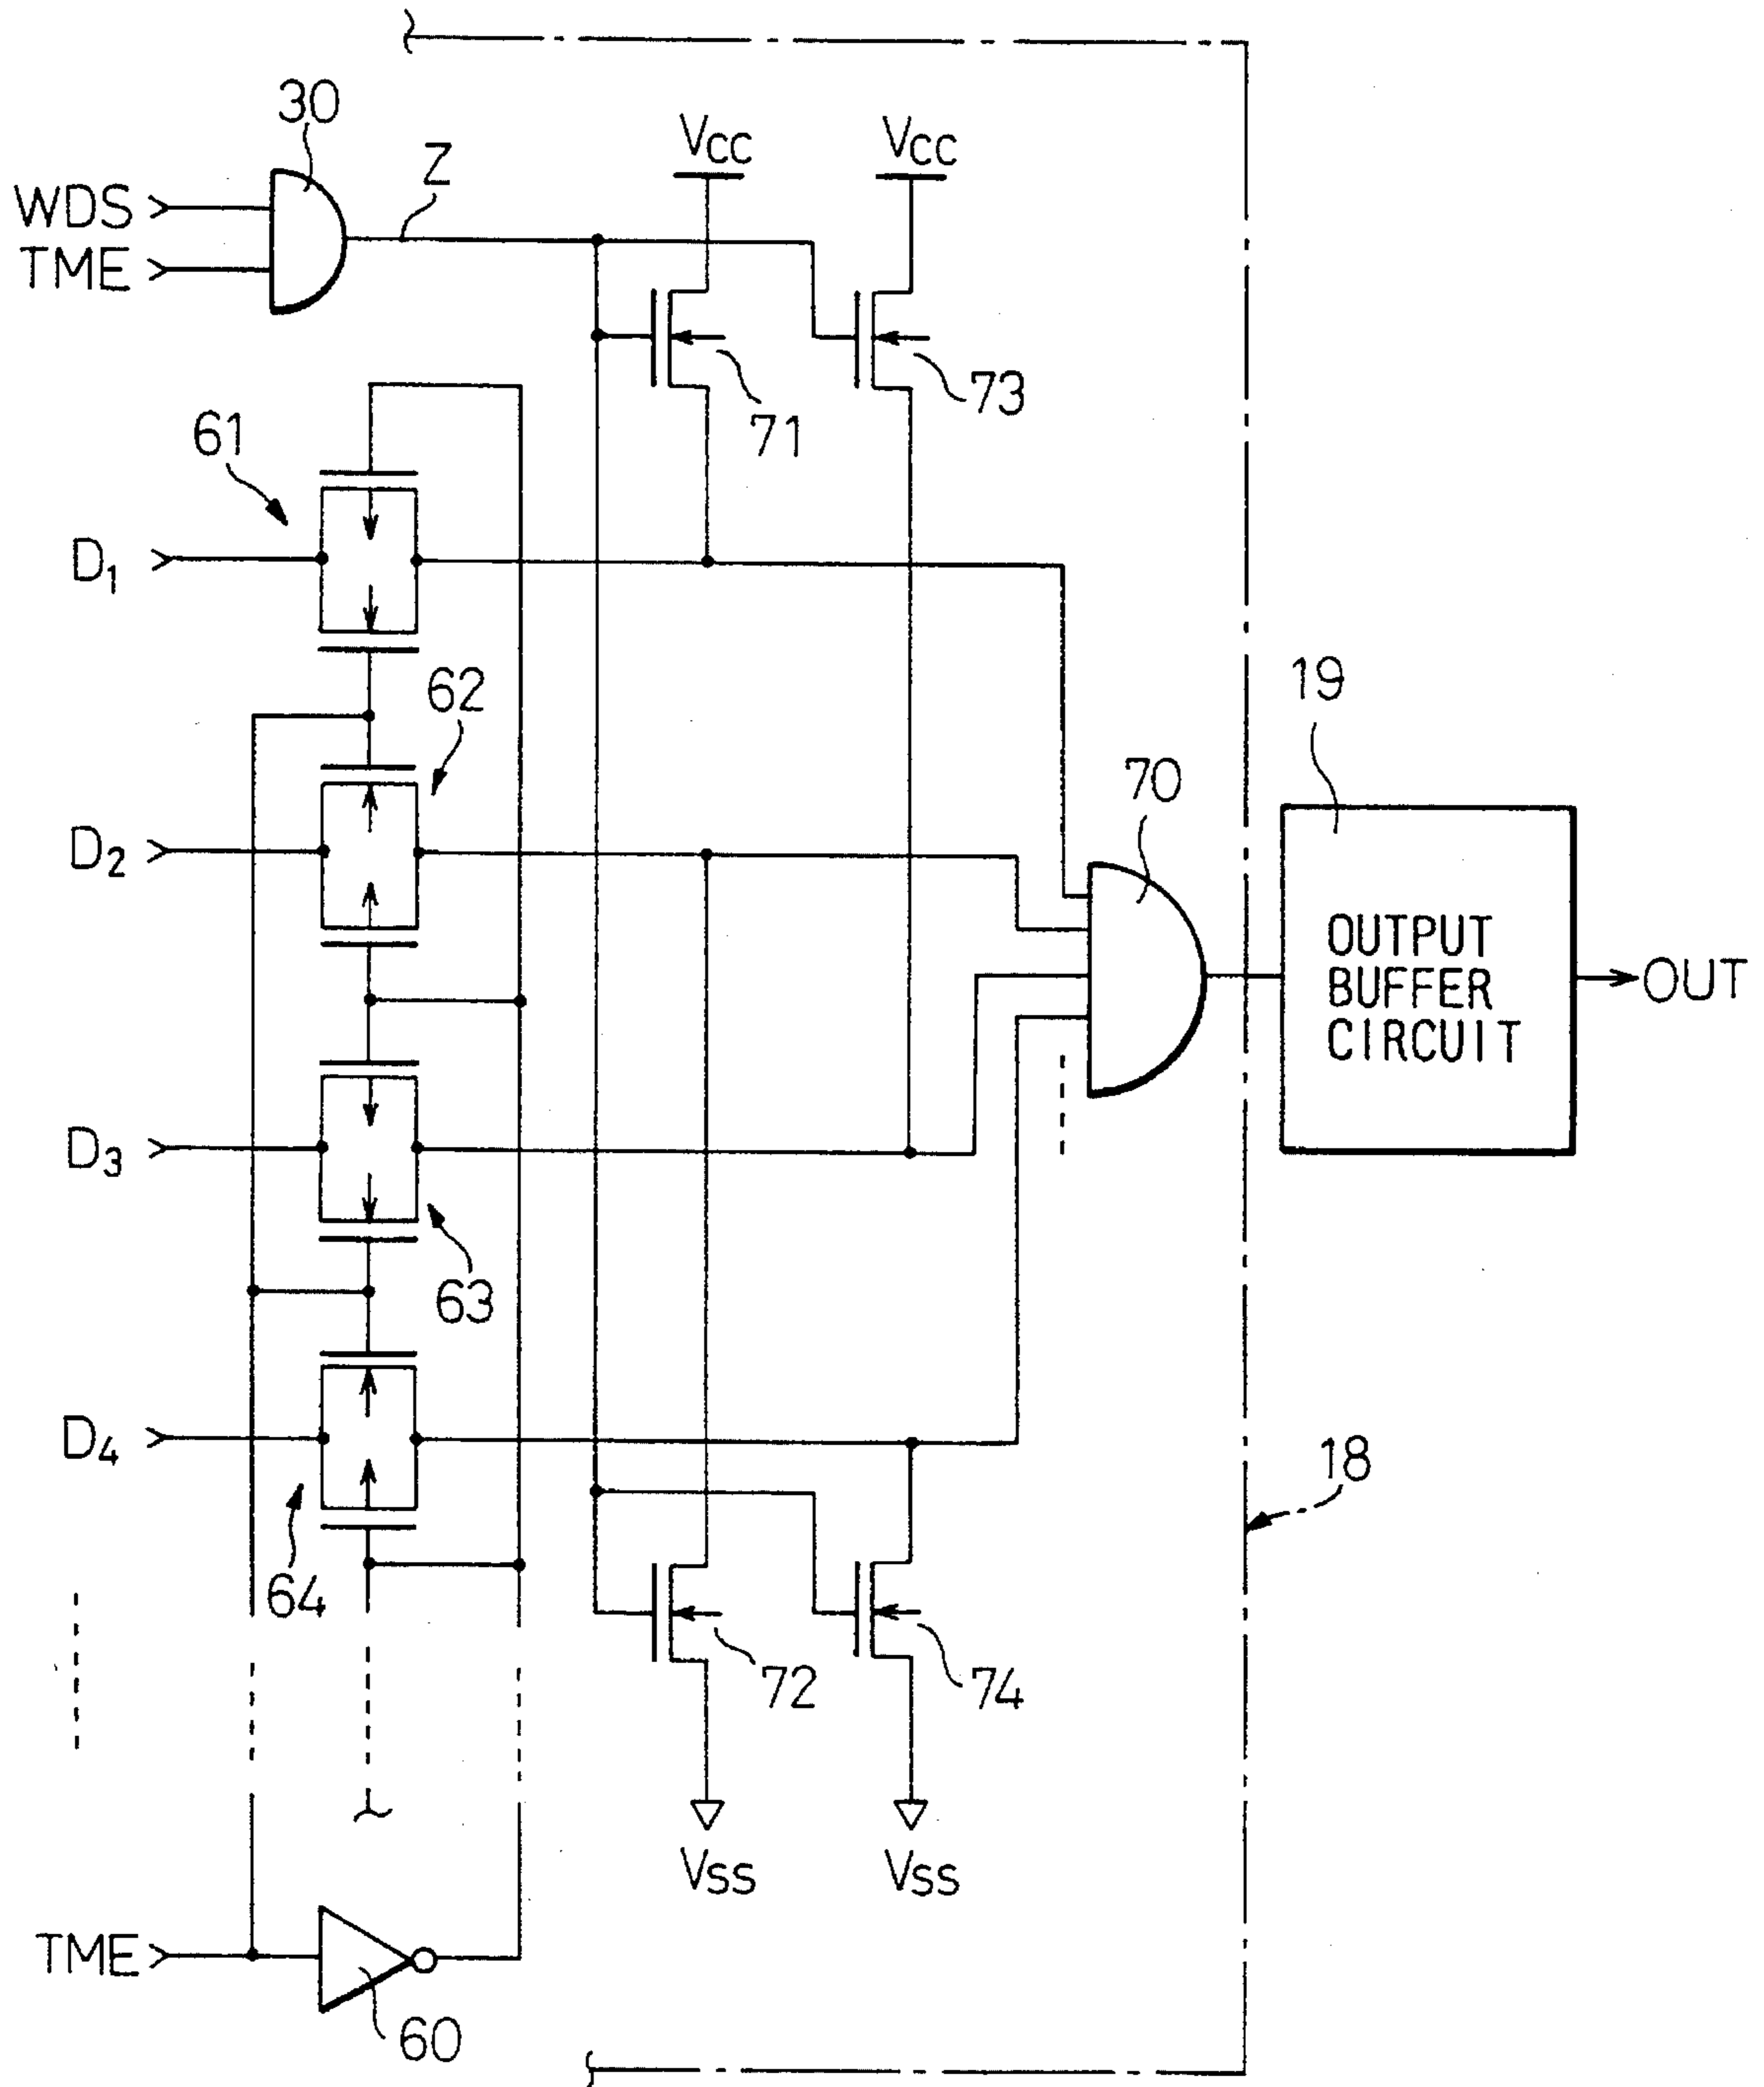 30
Z
VCC
VCC
WDS
TME
71
73
61
D1
62
19
70
D2
OUTPUT
BUFFER
CIRCUIT
OUT
D3
63
D4
18
64
72
74
VSS
VSS
TME
60